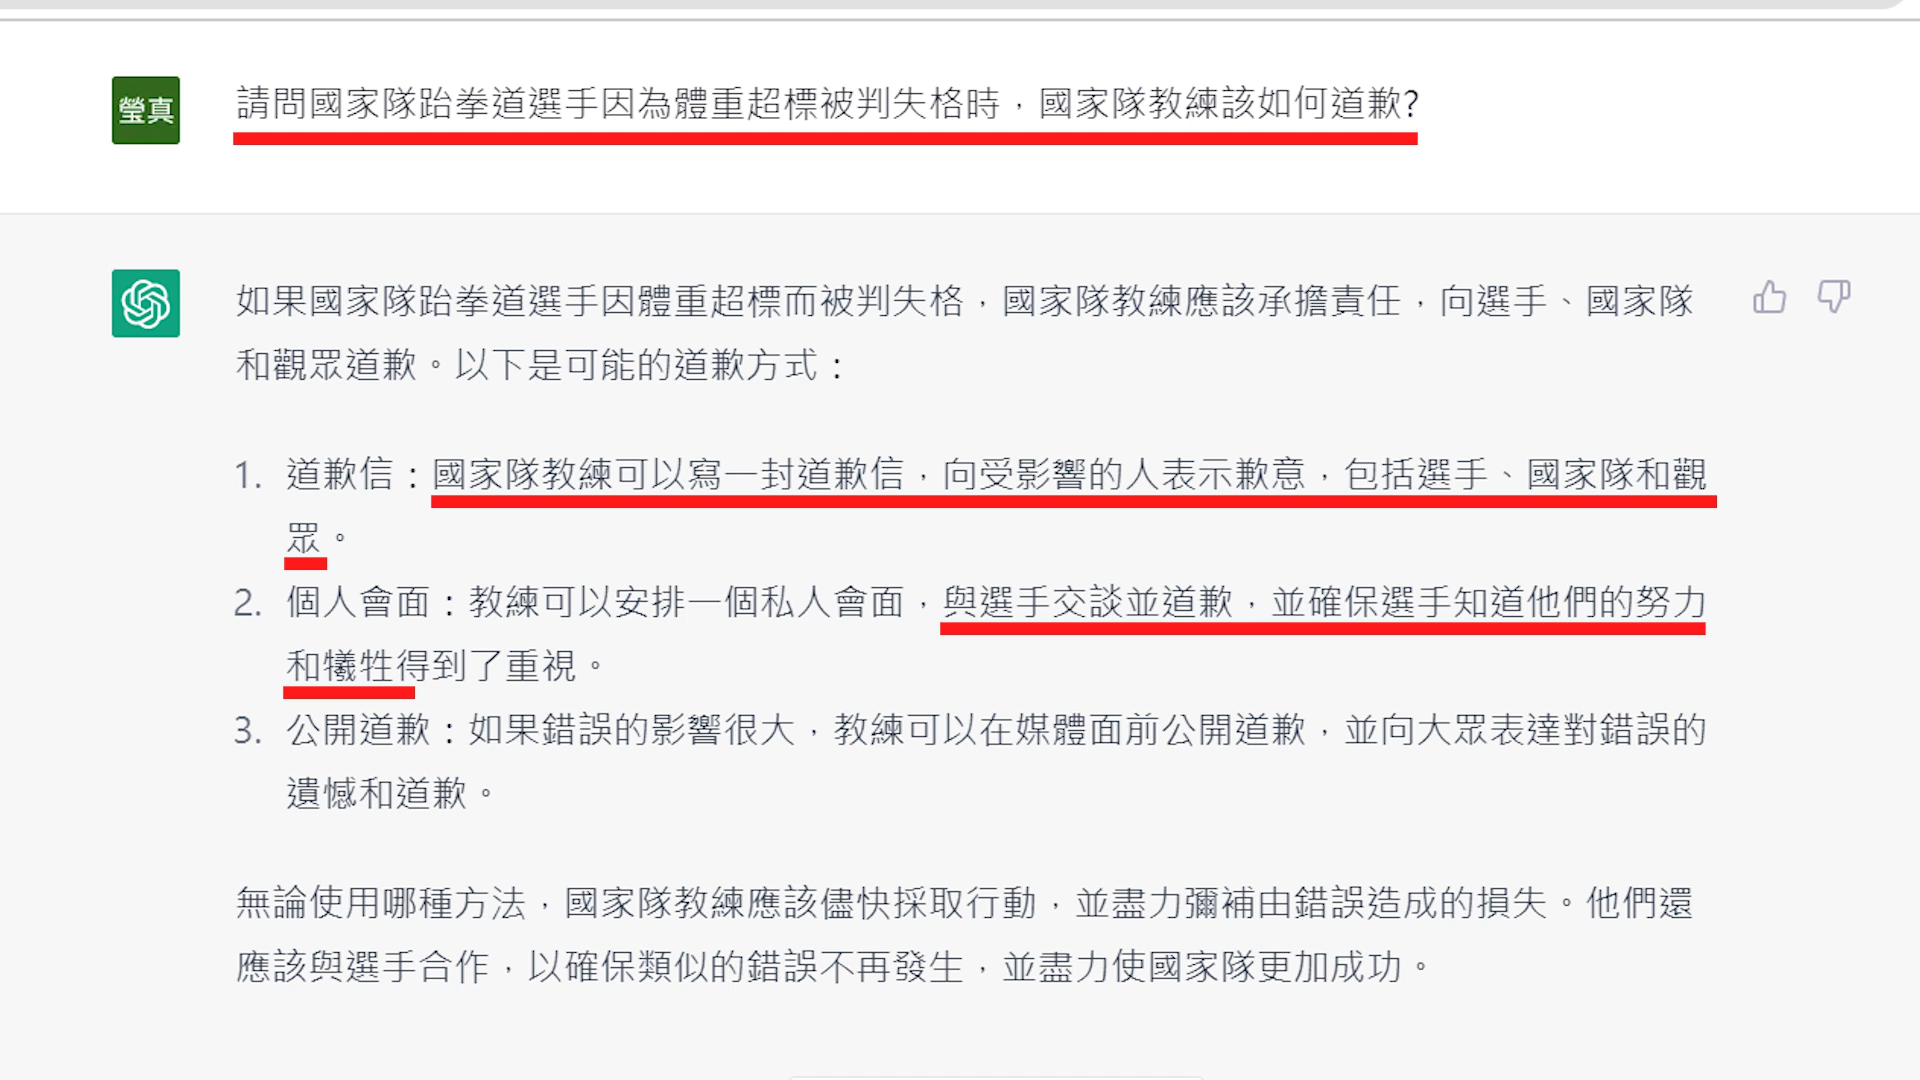 瑩真
請問國家隊跆拳道選手因為體重超標被判失格時，國家隊教練該如何道歉?
如果國家隊跆拳道選手因體重超標而被判失格，國家隊教練應該承擔責任，向選手、國家隊
和觀眾道歉。以下是可能的道歉方式：
1. 道歉信：國家隊教練可以寫一封道歉信，向受影響的人表示歉意，包括選手、國家隊和觀
眾。
2. 個人會面：教練可以安排一個私人會面，與選手交談並道歉，並確保選手知道他們的努力
和犧牲得到了重視。
3. 公開道歉：如果錯誤的影響很大，教練可以在媒體面前公開道歉，並向大眾表達對錯誤的
遺憾和道歉。
無論使用哪種方法，國家隊教練應該儘快採取行動，並盡力彌補由錯誤造成的損失。他們還
應該與選手合作，以確保類似的錯誤不再發生，並盡力使國家隊更加成功。